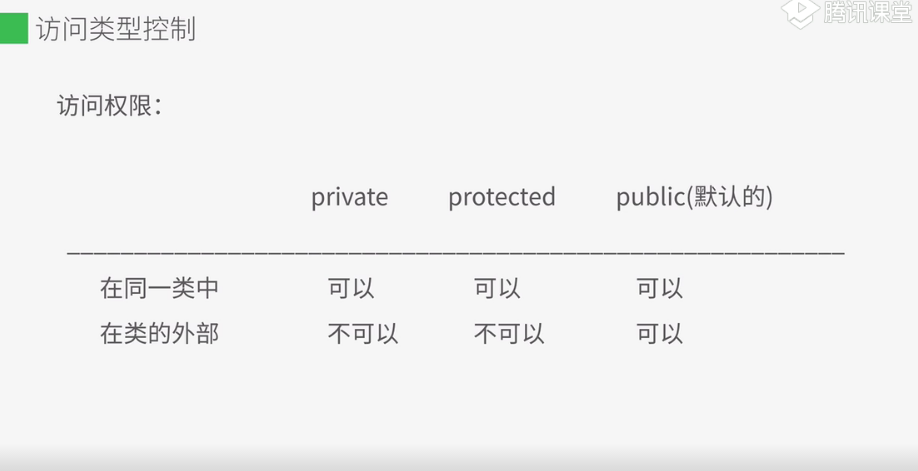 访问类型控制
腾讯课堂
访问权限：
private protected public(默认的)
在同一类中 可以 可以 可以
在类的外部 不可以 不可以 可以